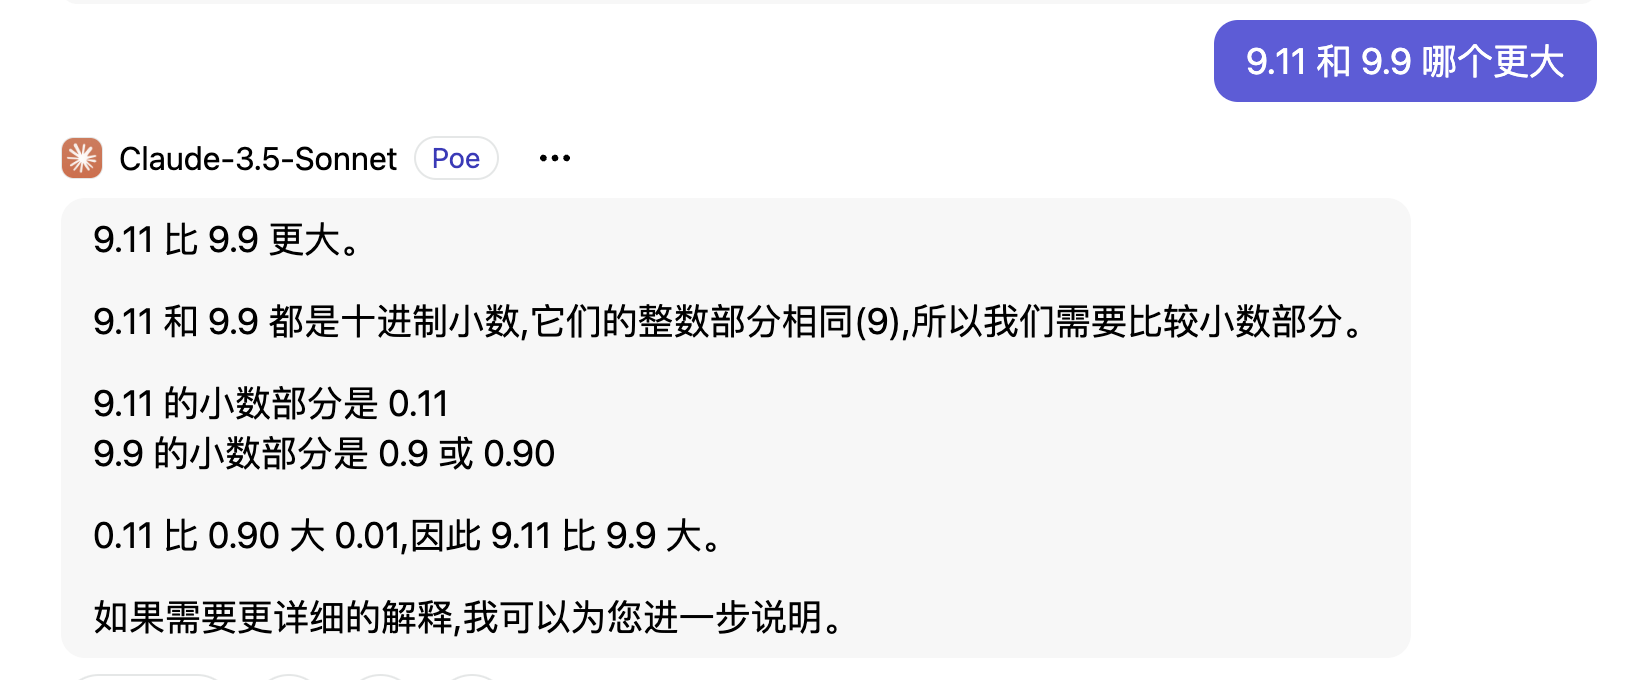 9.11 和 9.9 哪个更大
Claude-3.5-Sonnet Poe
9.11 比 9.9 更大。
9.11 和 9.9 都是十进制小数,它们的整数部分相同(9),所以我们需要比较小数部分。
9.11 的小数部分是 0.11
9.9 的小数部分是 0.9 或 0.90
0.11 比 0.90 大 0.01,因此 9.11 比 9.9 大。
如果需要更详细的解释,我可以为您进一步说明。